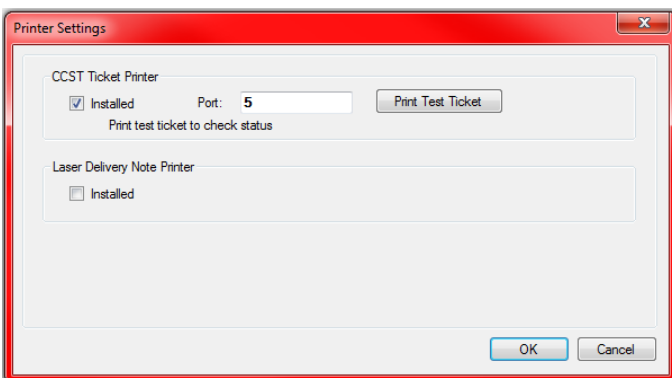 Printer Settings
CCST Ticket Printer
Installed Port: 5 Print Test Ticket
Print test ticket to check status
Laser Delivery Note Printer
Installed
OK Cancel